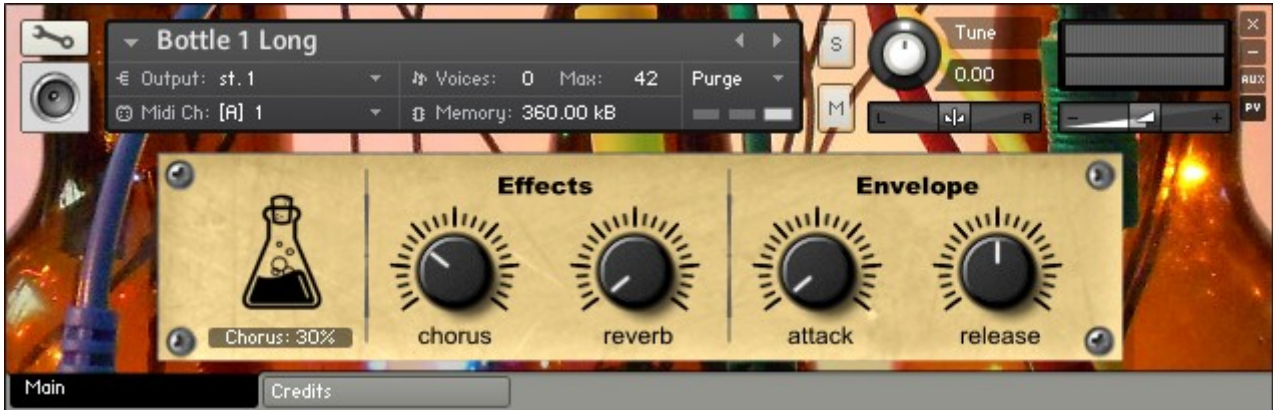 Bottle 1 Long
Output: st. 1
Voices: 0 Max: 42
Purge
Midi Ch: [A] 1
Memory: 360.00 kB
S
M
Tune
0.00
L R
- +
×
-
AUX
PV
Effects
Envelope
Chorus: 30%
chorus
reverb
attack
release
Main
Credits